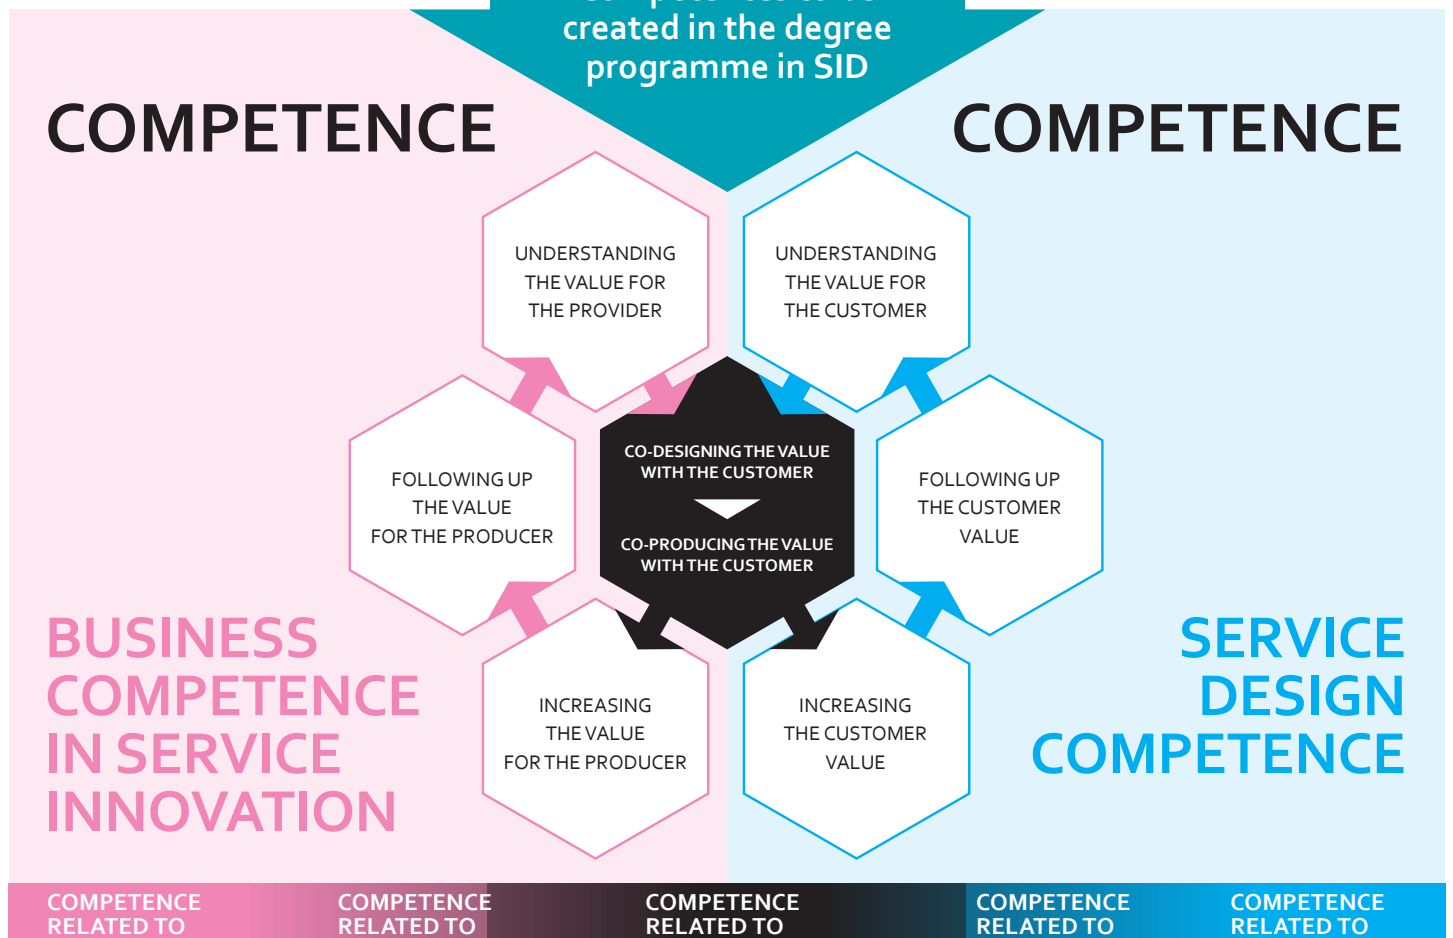 created in the degree
programme in SID
COMPETENCE
COMPETENCE
UNDERSTANDING
THE VALUE FOR
THE PROVIDER
UNDERSTANDING
THE VALUE FOR
THE CUSTOMER
FOLLOWING UP
THE VALUE
FOR THE PRODUCER
CO-DESIGNING THE VALUE
WITH THE CUSTOMER
CO-PRODUCING THE VALUE
WITH THE CUSTOMER
FOLLOWING UP
THE CUSTOMER
VALUE
INCREASING
THE VALUE
FOR THE PRODUCER
INCREASING
THE CUSTOMER
VALUE
BUSINESS
COMPETENCE
IN SERVICE
INNOVATION
SERVICE
DESIGN
COMPETENCE
COMPETENCE
RELATED TO
COMPETENCE
RELATED TO
COMPETENCE
RELATED TO
COMPETENCE
RELATED TO
COMPETENCE
RELATED TO